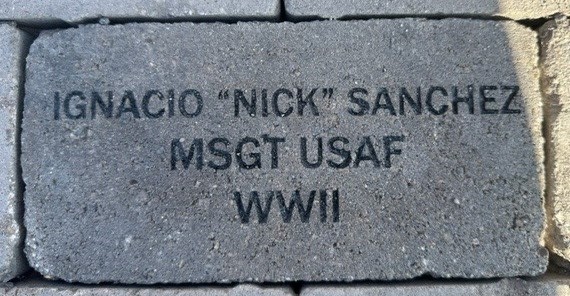 IGNACIO “NICK” SANCHEZ
MSGT USAF
WWII